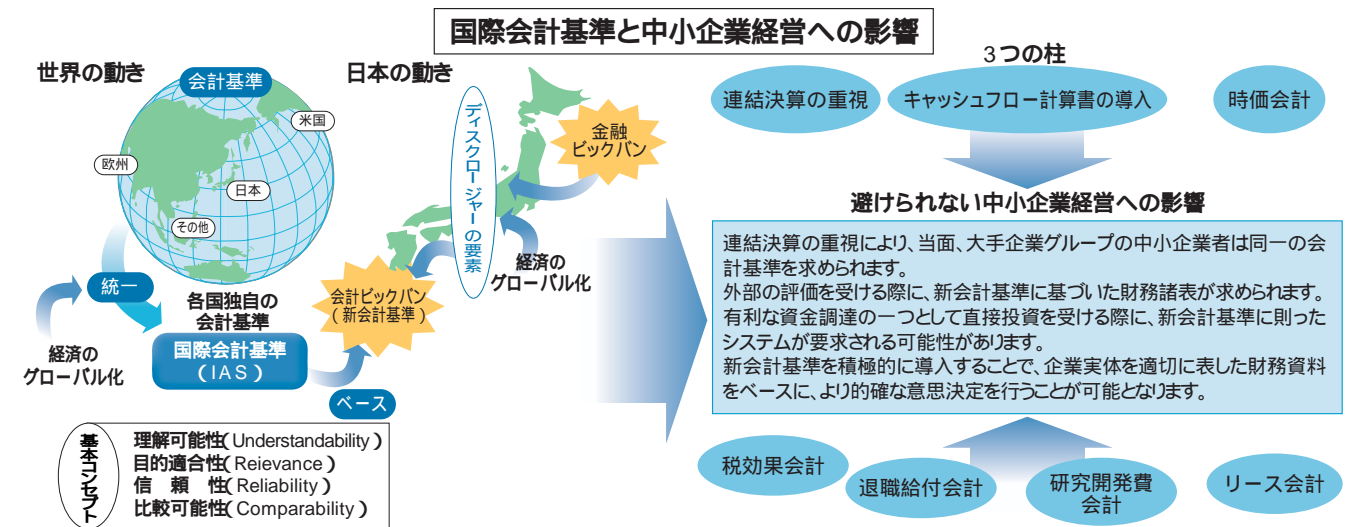 国際会計基準と中小企業経営への影響
世界の動き
会計基準
米国
欧州
日本
その他
統一
各国独自の
会計基準
経済の
グローバル化
国際会計基準
(IAS)
ベース
基本コンセプト
理解可能性(Understandability)
目的適合性(Reievance)
信頼性(Reliability)
比較可能性(Comparability)
日本の動き
ディスクロージャーの要素
金融
ビックバン
経済の
グローバル化
会計ビックバン
(新会計基準)
3つの柱
連結決算の重視
キャッシュフロー計算書の導入
時価会計
避けられない中小企業経営への影響
連結決算の重視により、当面、大手企業グループの中小企業者は同一の会
計基準を求められます。
外部の評価を受ける際に、新会計基準に基づいた財務諸表が求められます。
有利な資金調達の一つとして直接投資を受ける際に、新会計基準に則った
システムが要求される可能性があります。
新会計基準を積極的に導入することで、企業実体を適切に表した財務資料
をベースに、より的確な意思決定を行うことが可能となります。
税効果会計
退職給付会計
研究開発費
会計
リース会計